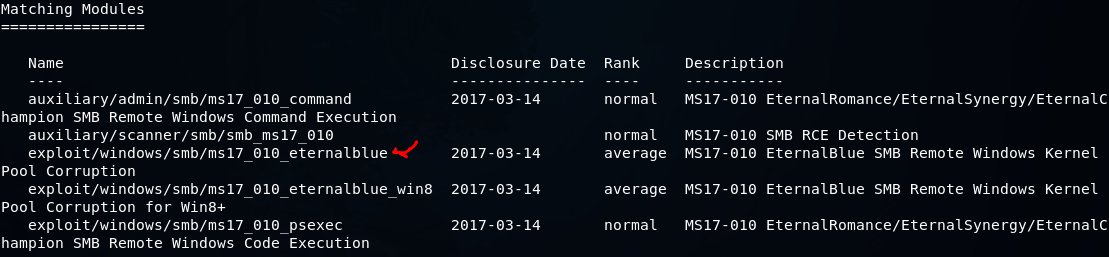 Matching Modules
================
Name Disclosure Date Rank Description
---- --------------- ---- -----------
auxiliary/admin/smb/ms17_010_command 2017-03-14 normal MS17-010 EternalRomance/EternalSynergy/EternalC
hampion SMB Remote Windows Command Execution
auxiliary/scanner/smb/smb_ms17_010 normal MS17-010 SMB RCE Detection
exploit/windows/smb/ms17_010_eternalblue 2017-03-14 average MS17-010 EternalBlue SMB Remote Windows Kernel
Pool Corruption
exploit/windows/smb/ms17_010_eternalblue_win8 2017-03-14 average MS17-010 EternalBlue SMB Remote Windows Kernel
Pool Corruption for Win8+
exploit/windows/smb/ms17_010_psexec 2017-03-14 normal MS17-010 EternalRomance/EternalSynergy/EternalC
hampion SMB Remote Windows Code Execution